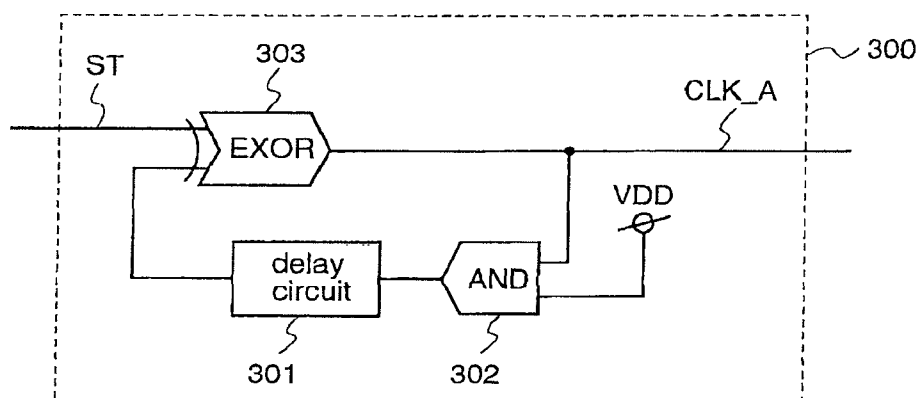 303
300
ST
CLK_A
EXOR
VDD
delay
circuit
AND
301
302